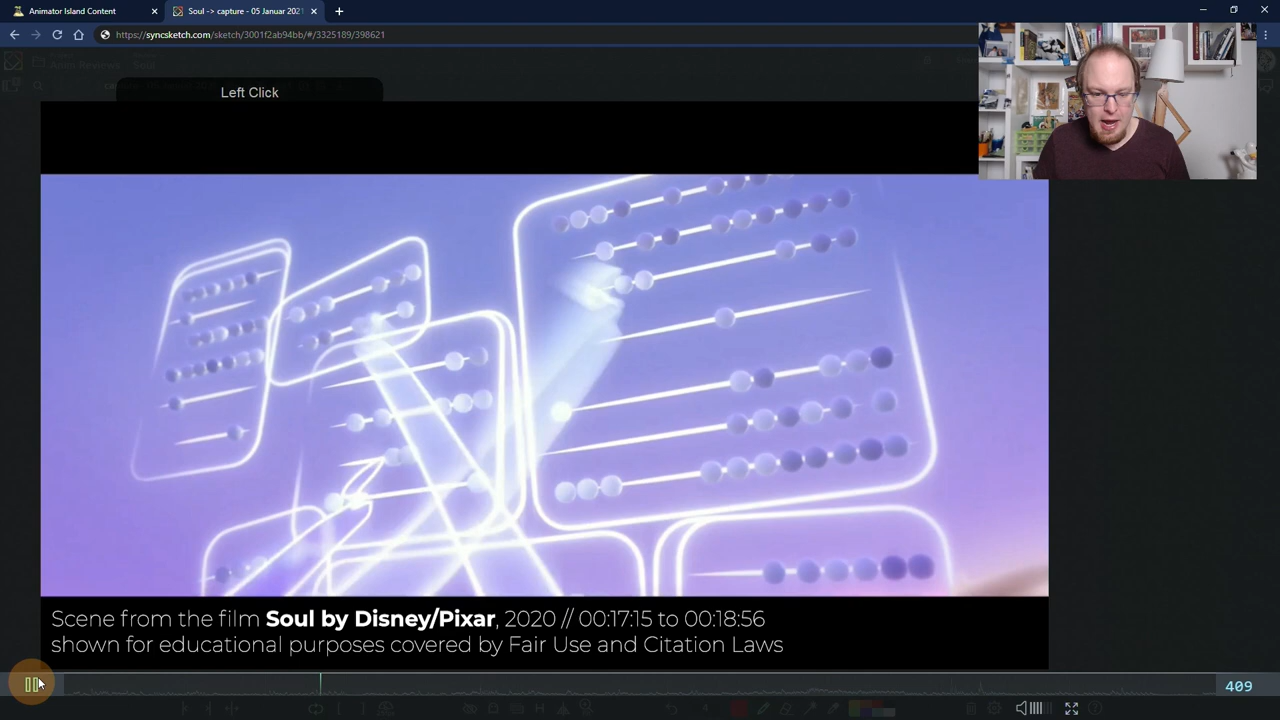 Animator Island Content
Soul -> capture - 05 Januar 2021
https://syncsketch.com/sketch/3001f2ab94bb/#/3325189/398621
Left Click
Scene from the film Soul by Disney/Pixar, 2020 // 00:17:15 to 00:18:56
shown for educational purposes covered by Fair Use and Citation Laws
409